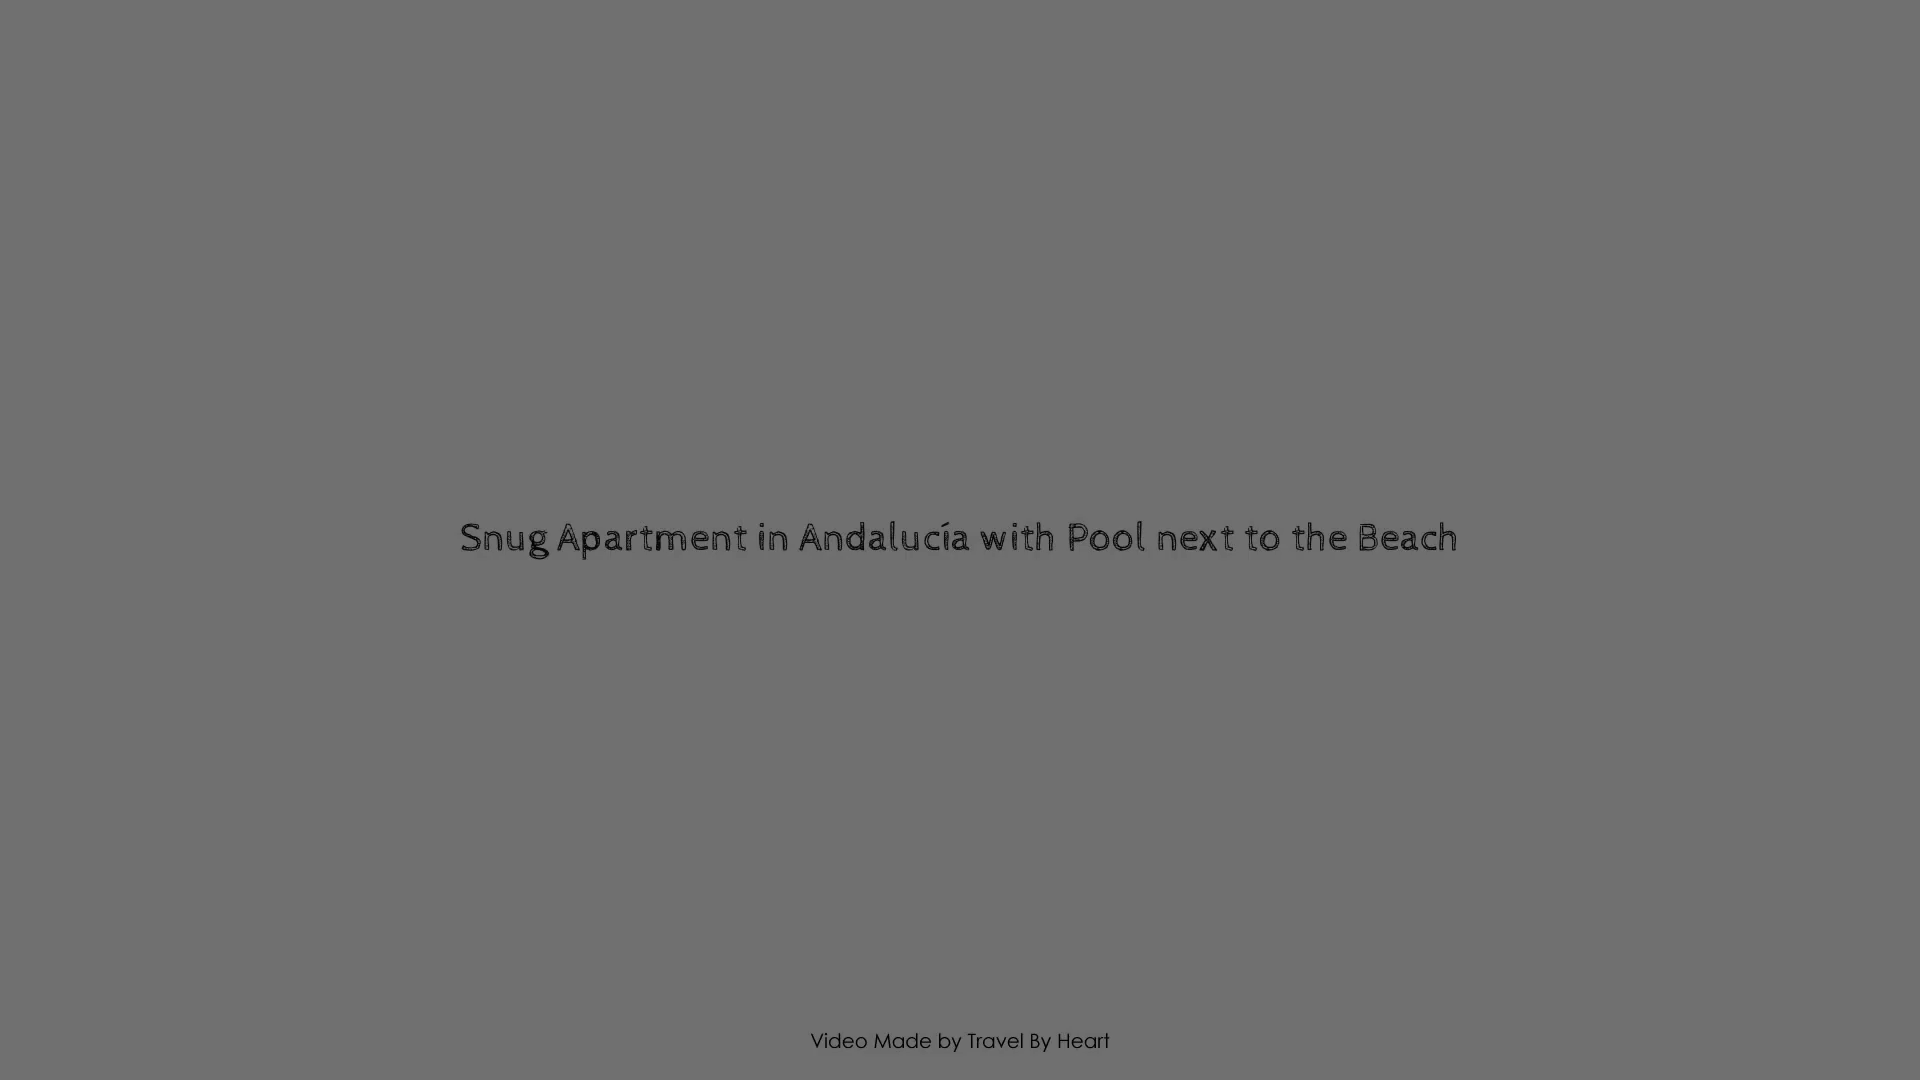 Snug Apartment in Andalucía with Pool next to the Beach
Video Made by Travel By Heart